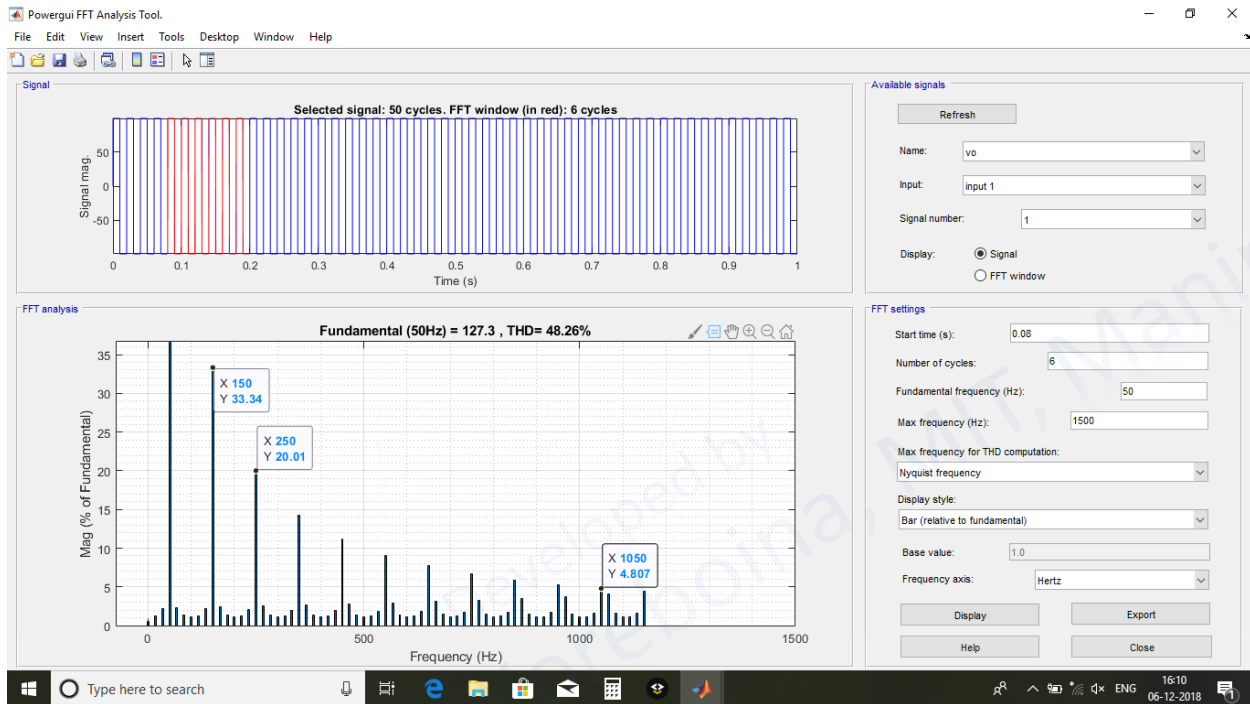 Powergui FFT Analysis Tool.
File Edit View Insert Tools Desktop Window Help
Signal
Selected signal: 50 cycles. FFT window (in red): 6 cycles
Signal mag.
50
0
-50
0 0.1 0.2 0.3 0.4 0.5 0.6 0.7 0.8 0.9 1
Time (s)
Available signals
Refresh
Name: vo
Input: input 1
Signal number: 1
Display: Signal
FFT window
FFT analysis
Fundamental (50Hz) = 127.3 , THD= 48.26%
Mag (% of Fundamental)
35
30
25
20
15
10
5
0
X 150
Y 33.34
X 250
Y 20.01
X 1050
Y 4.807
0 500 1000 1500
Frequency (Hz)
FFT settings
Start time (s): 0.08
Number of cycles: 6
Fundamental frequency (Hz): 50
Max frequency (Hz): 1500
Max frequency for THD computation:
Nyquist frequency
Display style:
Bar (relative to fundamental)
Base value: 1.0
Frequency axis: Hertz
Display Export
Help Close
Developed by
MIT,
Type here to search
ENG
16:10
06-12-2018
1